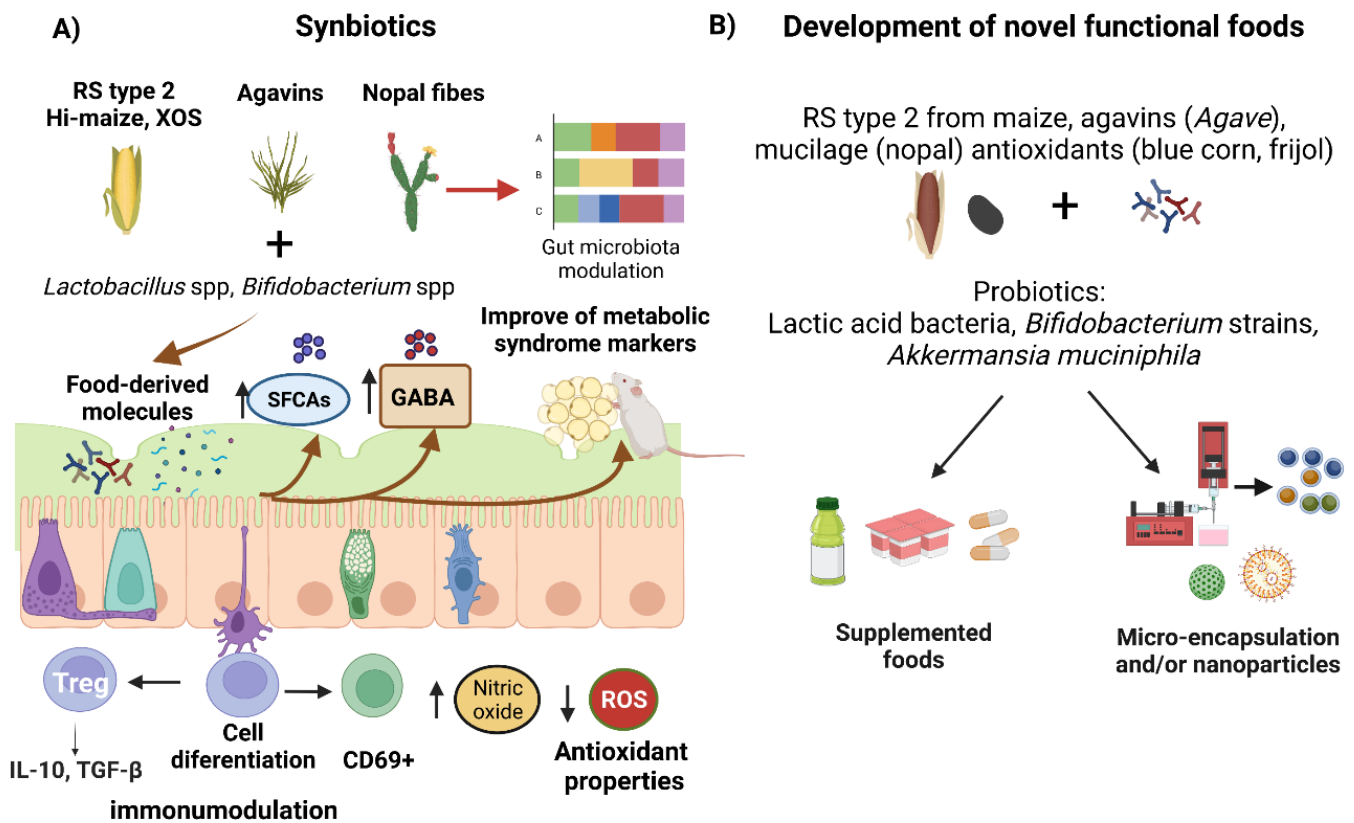 A)
Synbiotics
RS type 2
Hi-maize, XOS
Agavins
Nopal fibes
A
B
C
Gut microbiota
modulation
+
Lactobacillus spp, Bifidobacterium spp
Improve of metabolic
syndrome markers
Food-derived
molecules
SFCAs
GABA
Treg
Cell
diferentiation
CD69+
Nitric
oxide
ROS
Antioxidant
properties
IL-10, TGF-β
immonumodulation
B)
Development of novel functional foods
RS type 2 from maize, agavins (Agave),
mucilage (nopal) antioxidants (blue corn, frijol)
+
Probiotics:
Lactic acid bacteria, Bifidobacterium strains,
Akkermansia muciniphila
Supplemented
foods
Micro-encapsulation
and/or nanoparticles